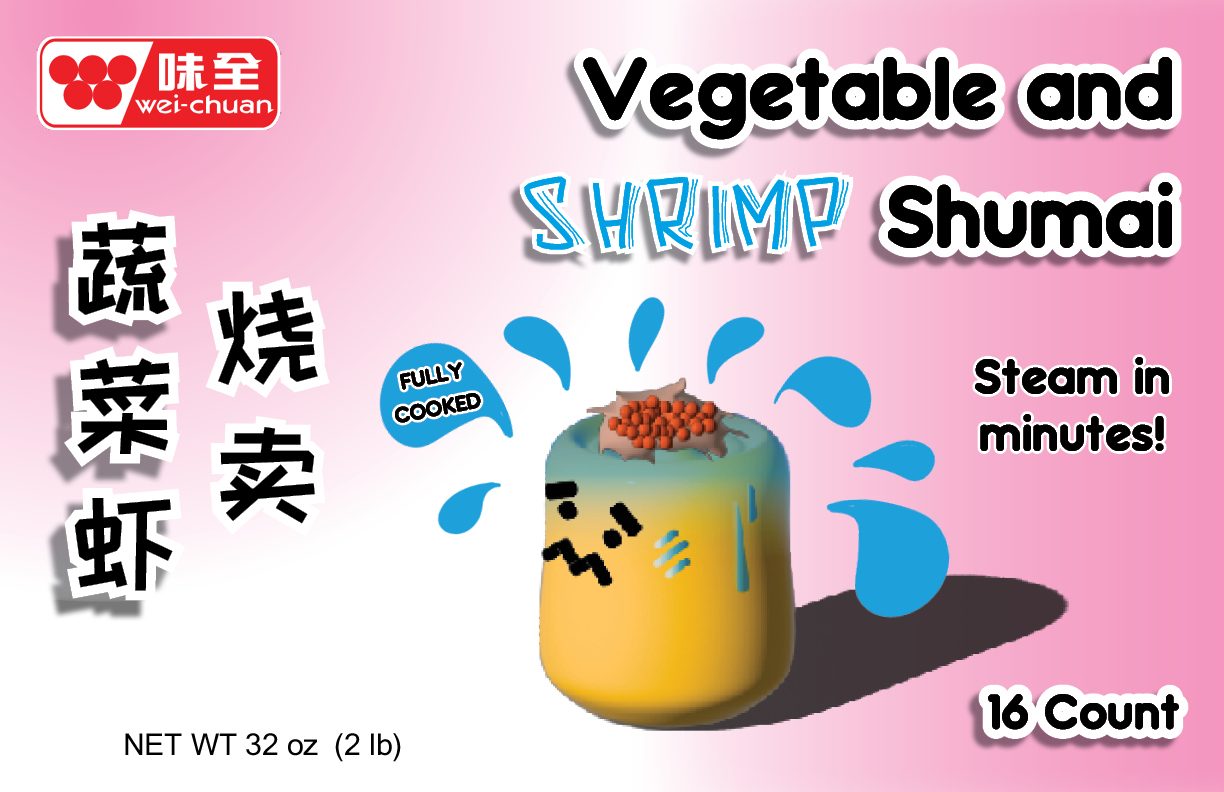 味全
wei-chuan
Vegetable and
SHRIMP Shumai
蔬菜虾
烧卖
FULLY
COOKED
Steam in
minutes!
16 Count
NET WT 32 oz (2 lb)